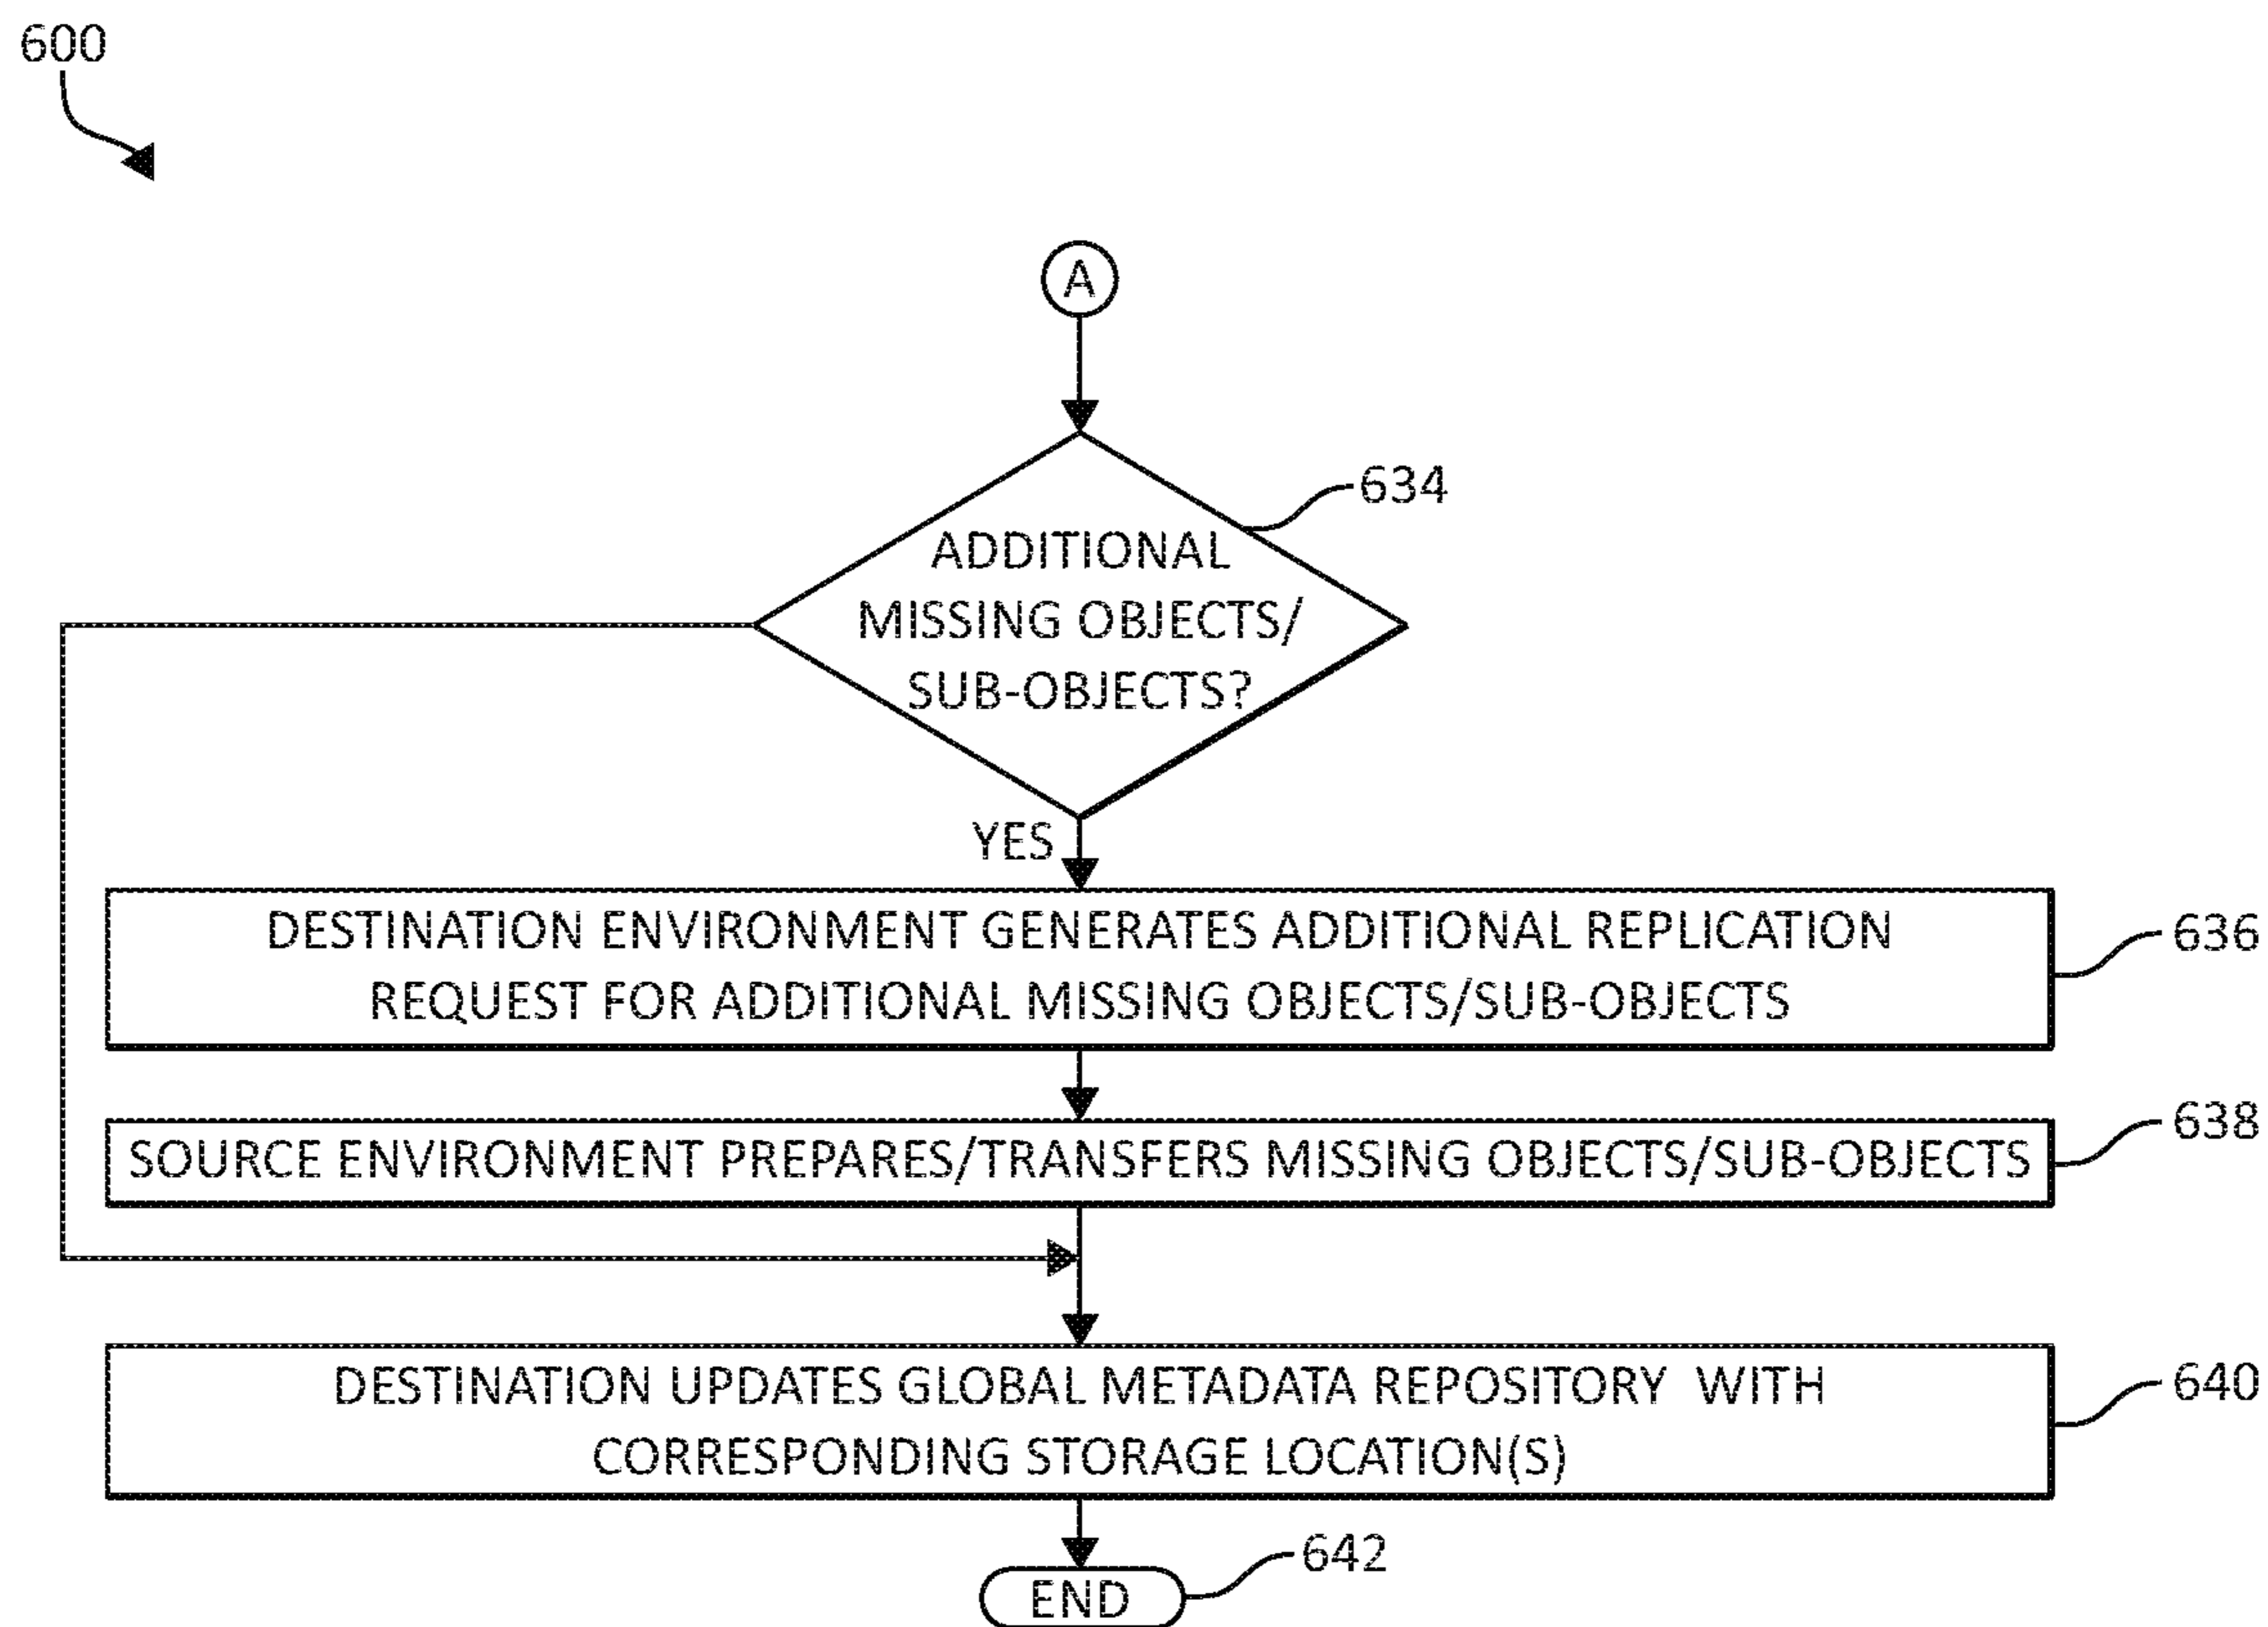 600
A
634
ADDITIONAL
MISSING OBJECTS/
SUB-OBJECTS?
YES
DESTINATION ENVIRONMENT GENERATES ADDITIONAL REPLICATION
REQUEST FOR ADDITIONAL MISSING OBJECTS/SUB-OBJECTS
636
SOURCE ENVIRONMENT PREPARES/TRANSFERS MISSING OBJECTS/SUB-OBJECTS
638
DESTINATION UPDATES GLOBAL METADATA REPOSITORY WITH
CORRESPONDING STORAGE LOCATION(S)
640
END
642